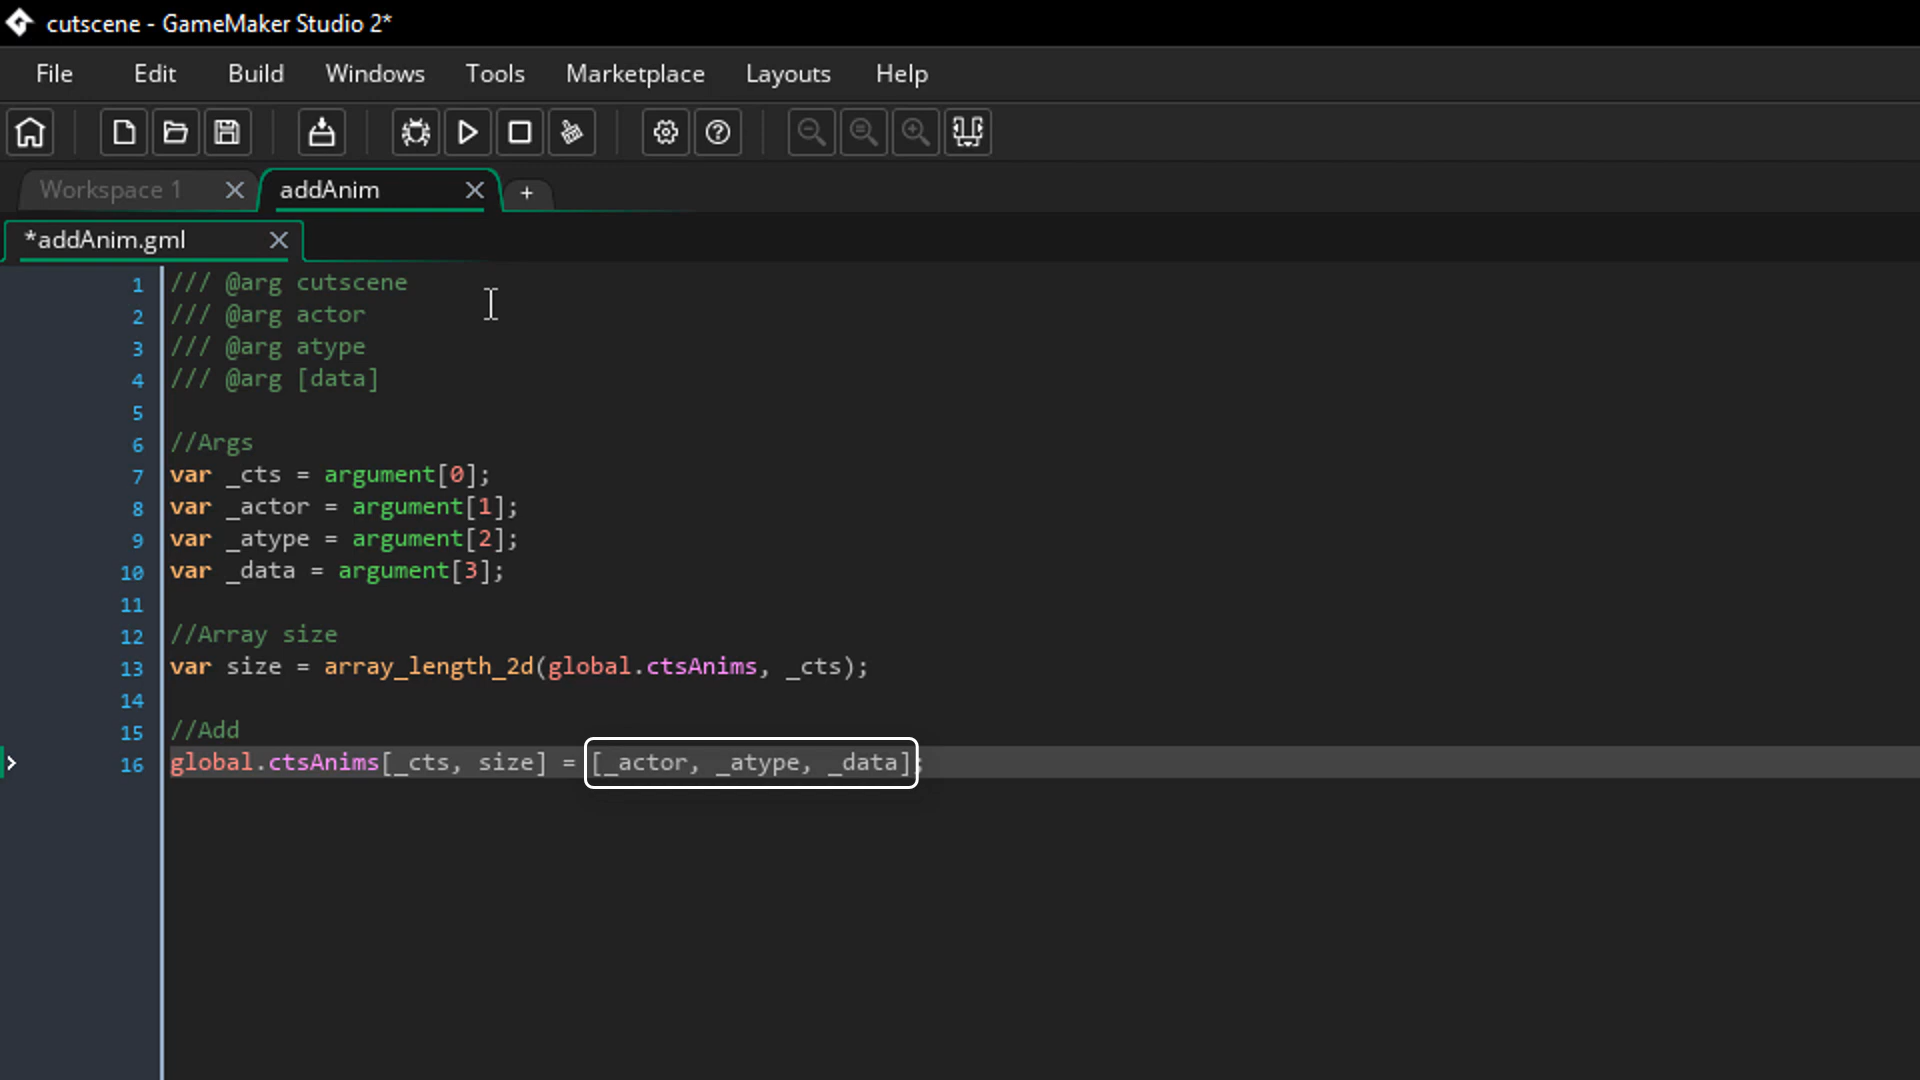 cutscene - GameMaker Studio 2*
File Edit Build Windows Tools Marketplace Layouts Help
Workspace 1 addAnim +
*addAnim.gml
1 /// @arg cutscene
2 /// @arg actor
3 /// @arg atype
4 /// @arg [data]
5
6 //Args
7 var _cts = argument[0];
8 var _actor = argument[1];
9 var _atype = argument[2];
10 var _data = argument[3];
11
12 //Array size
13 var size = array_length_2d(global.ctsAnims, _cts);
14
15 //Add
16 global.ctsAnims[_cts, size] = [_actor, _atype, _data];